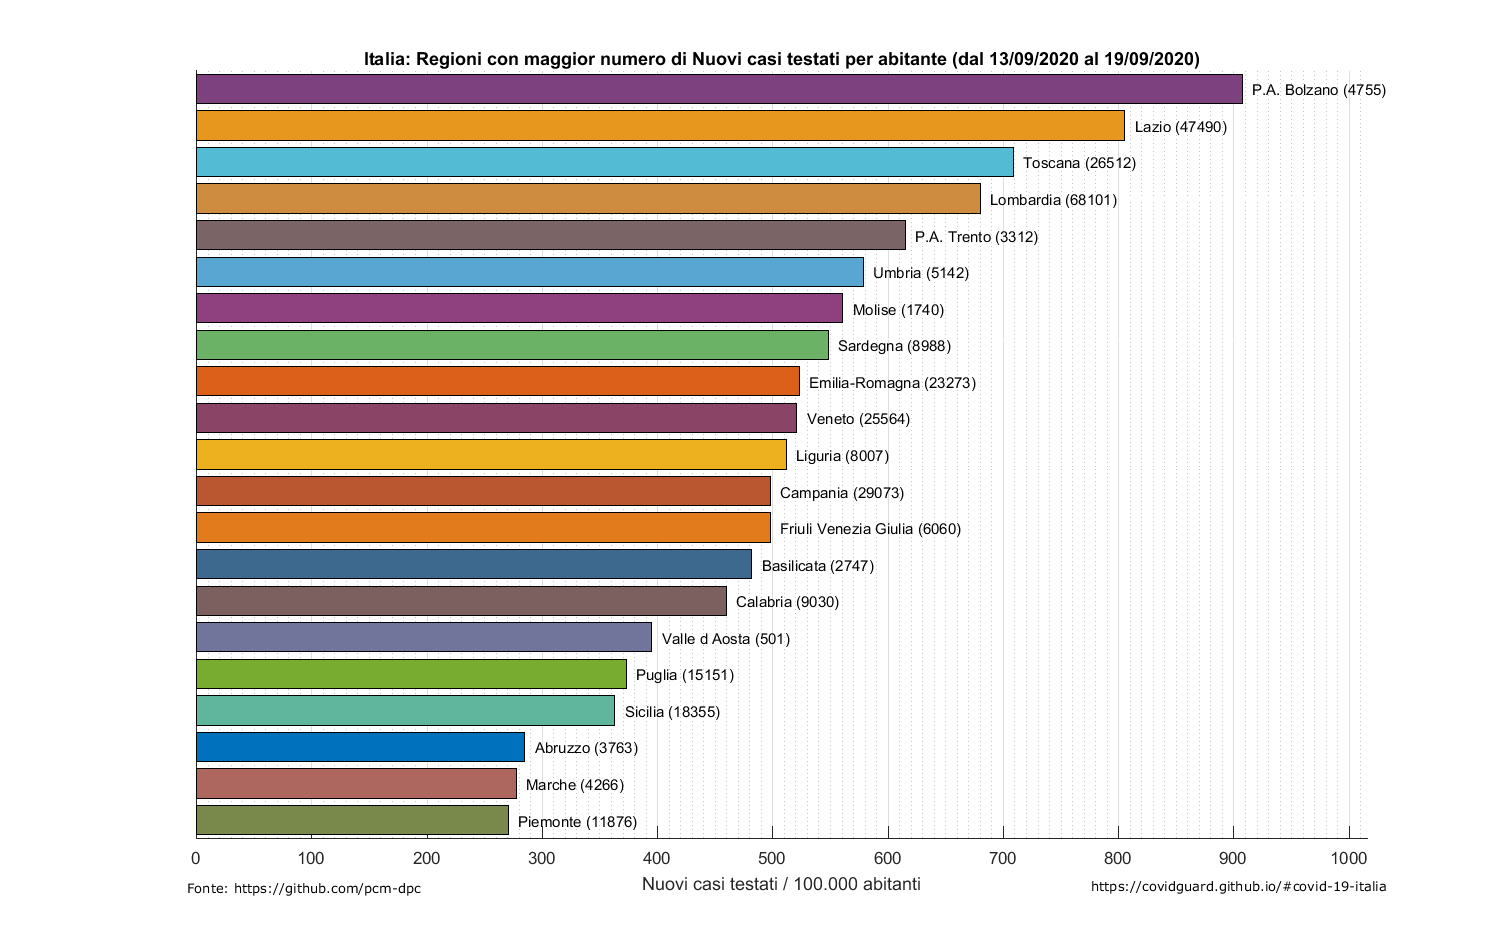 Italia: Regioni con maggior numero di Nuovi casi testati per abitante (dal 13/09/2020 al 19/09/2020)
P.A. Bolzano (4755)
Lazio (47490)
Toscana (26512)
Lombardia (68101)
P.A. Trento (3312)
Umbria (5142)
Molise (1740)
Sardegna (8988)
Emilia-Romagna (23273)
Veneto (25564)
Liguria (8007)
Campania (29073)
Friuli Venezia Giulia (6060)
Basilicata (2747)
Calabria (9030)
Valle d Aosta (501)
Puglia (15151)
Sicilia (18355)
Abruzzo (3763)
Marche (4266)
Piemonte (11876)
0 100 200 300 400 500 600 700 800 900 1000
Nuovi casi testati / 100.000 abitanti
Fonte: https://github.com/pcm-dpc
https://covidguard.github.io/#covid-19-italia